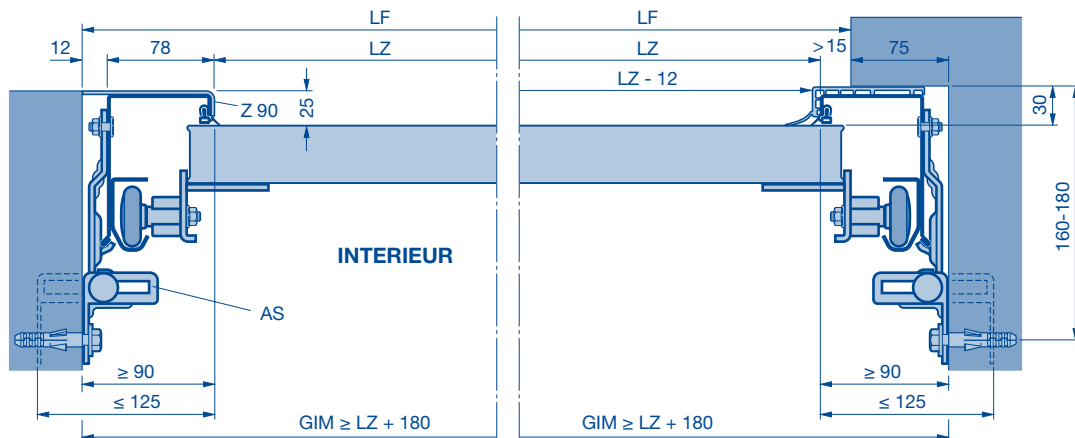 LF LF
12 78 LZ LZ >15 75
LZ - 12
Z 90 25 30
160-180
INTERIEUR
AS
≥ 90 ≥ 90
≤ 125 ≤ 125
GIM ≥ LZ + 180 GIM ≥ LZ + 180